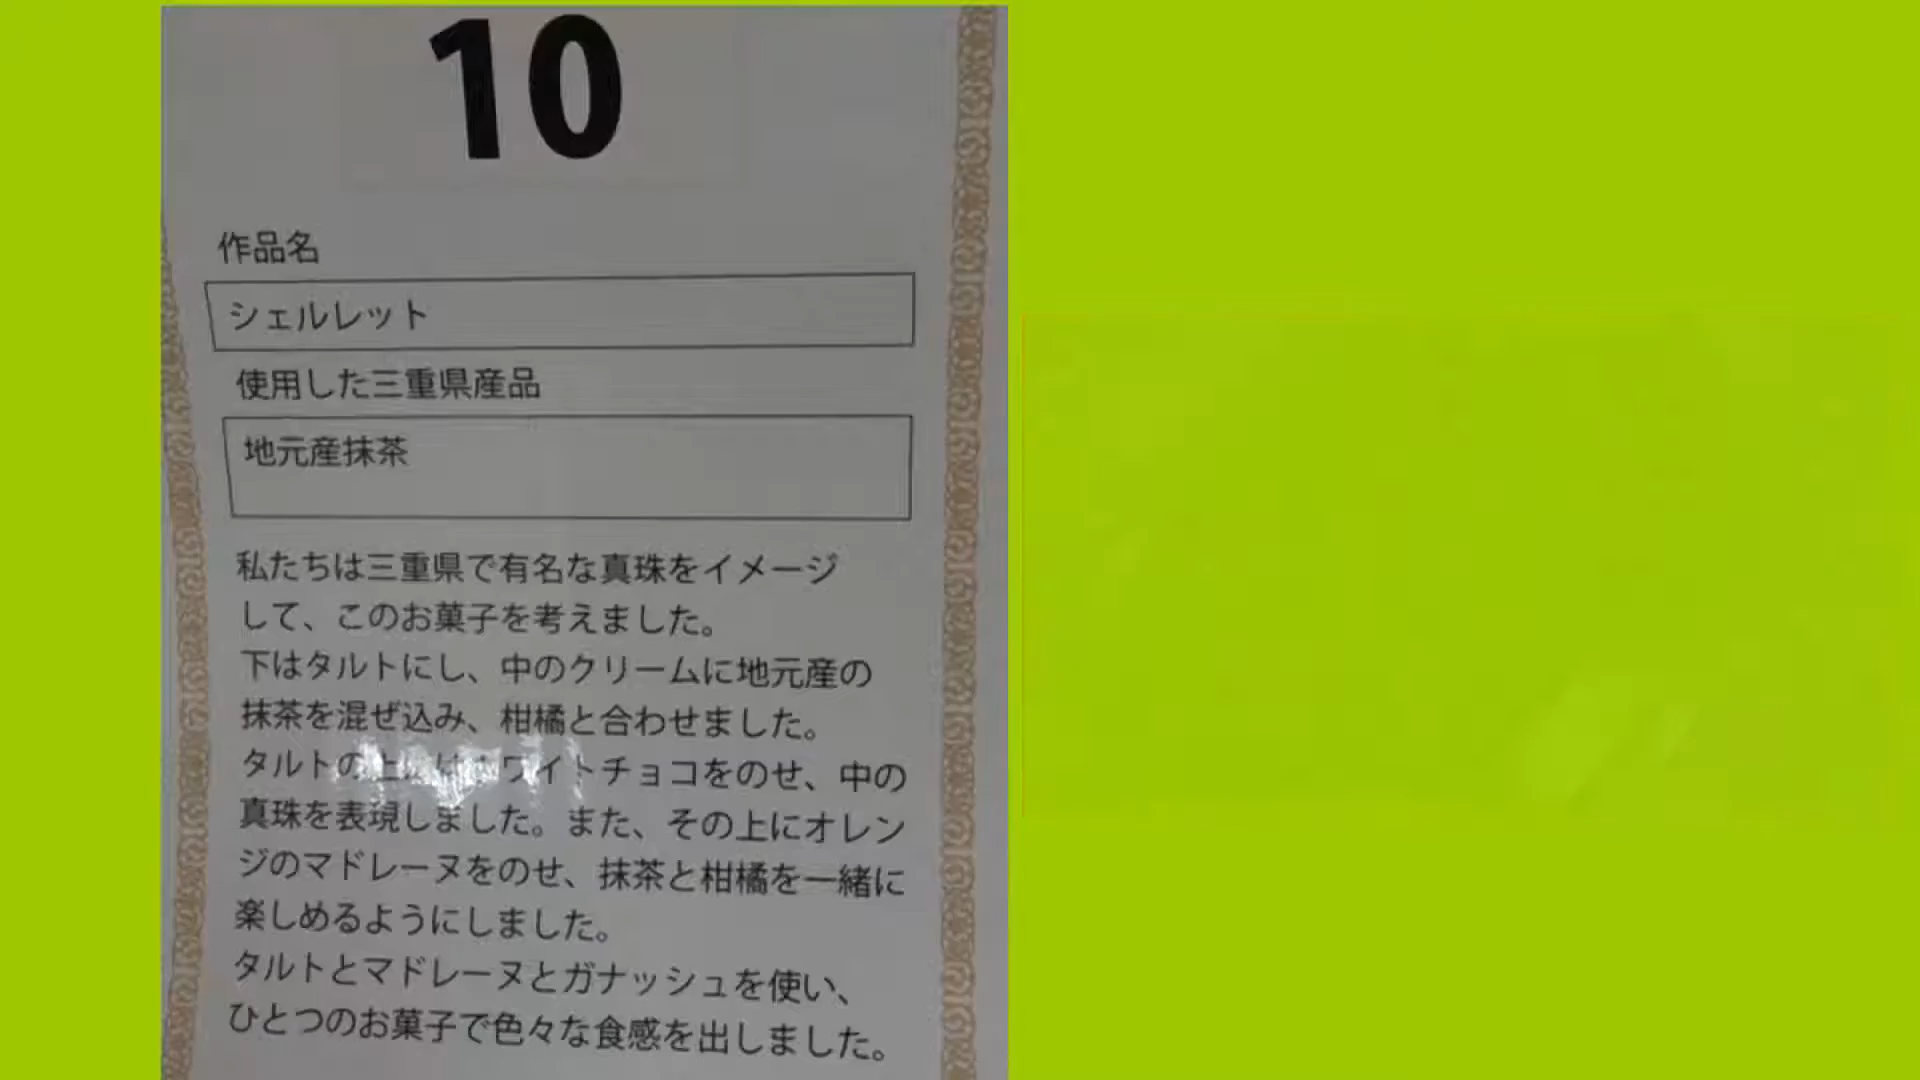 10
作品名
シェルレット
使用した三重県産品
地元産抹茶
私たちは三重県で有名な真珠をイメージ
して、このお菓子を考えました。
下はタルトにし、中のクリームに地元産の
抹茶を混ぜ込み、柑橘と合わせました。
タルトの上にはホワイトチョコをのせ、中の
真珠を表現しました。また、その上にオレン
ジのマドレーヌをのせ、抹茶と柑橘を一緒に
楽しめるようにしました。
タルトとマドレーヌとガナッシュを使い、
ひとつのお菓子で色々な食感を出しました。